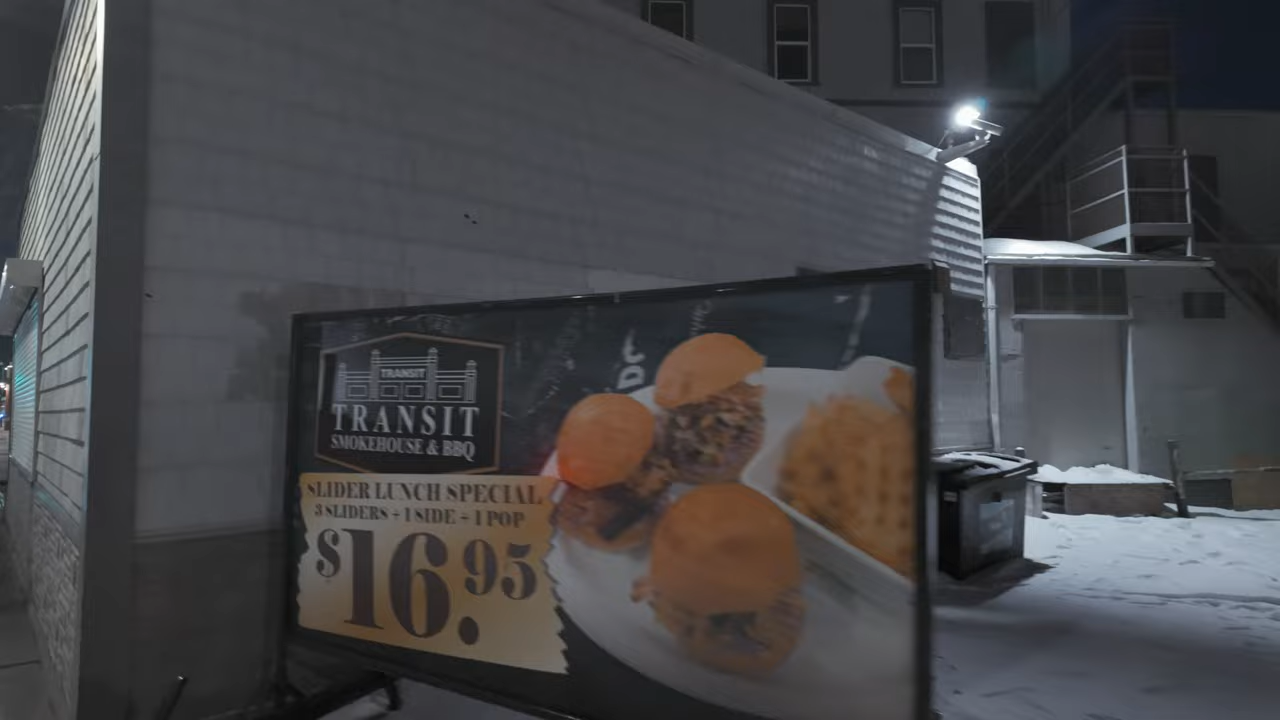 TRANSIT
TRANSIT
SMOKEHOUSE & BBQ
SLIDER LUNCH SPECIAL
3 SLIDERS + 1 SIDE + 1 POP
$16.95